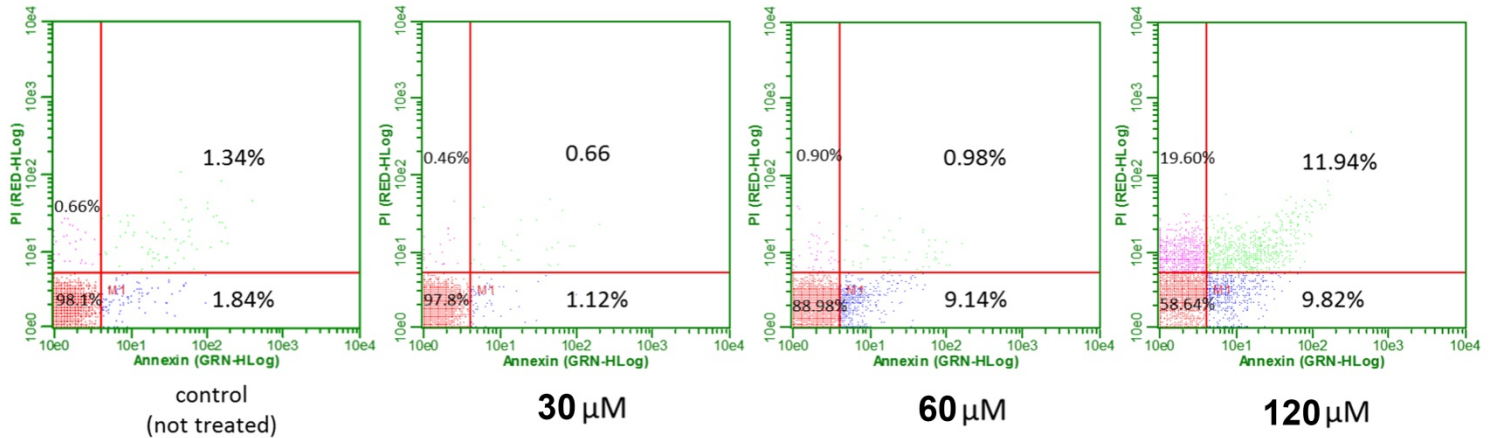 10e4
10e3
10e2
10e1
10e0
PI (RED-HLog)
1.34%
0.66%
98.1%
M1
1.84%
10e0 10e1 10e2 10e3 10e4
Annexin (GRN-HLog)
control
(not treated)
10e4
10e3
10e2
10e1
10e0
PI (RED-HLog)
0.46%
0.66
97.8%
M1
1.12%
10e0 10e1 10e2 10e3 10e4
Annexin (GRN-HLog)
30 µM
10e4
10e3
10e2
10e1
10e0
PI (RED-HLog)
0.90%
0.98%
88.98%
M1
9.14%
10e0 10e1 10e2 10e3 10e4
Annexin (GRN-HLog)
60 µM
10e4
10e3
10e2
10e1
10e0
PI (RED-HLog)
19.60%
11.94%
58.64%
9.82%
10e0 10e1 10e2 10e3 10e4
Annexin (GRN-HLog)
120 µM